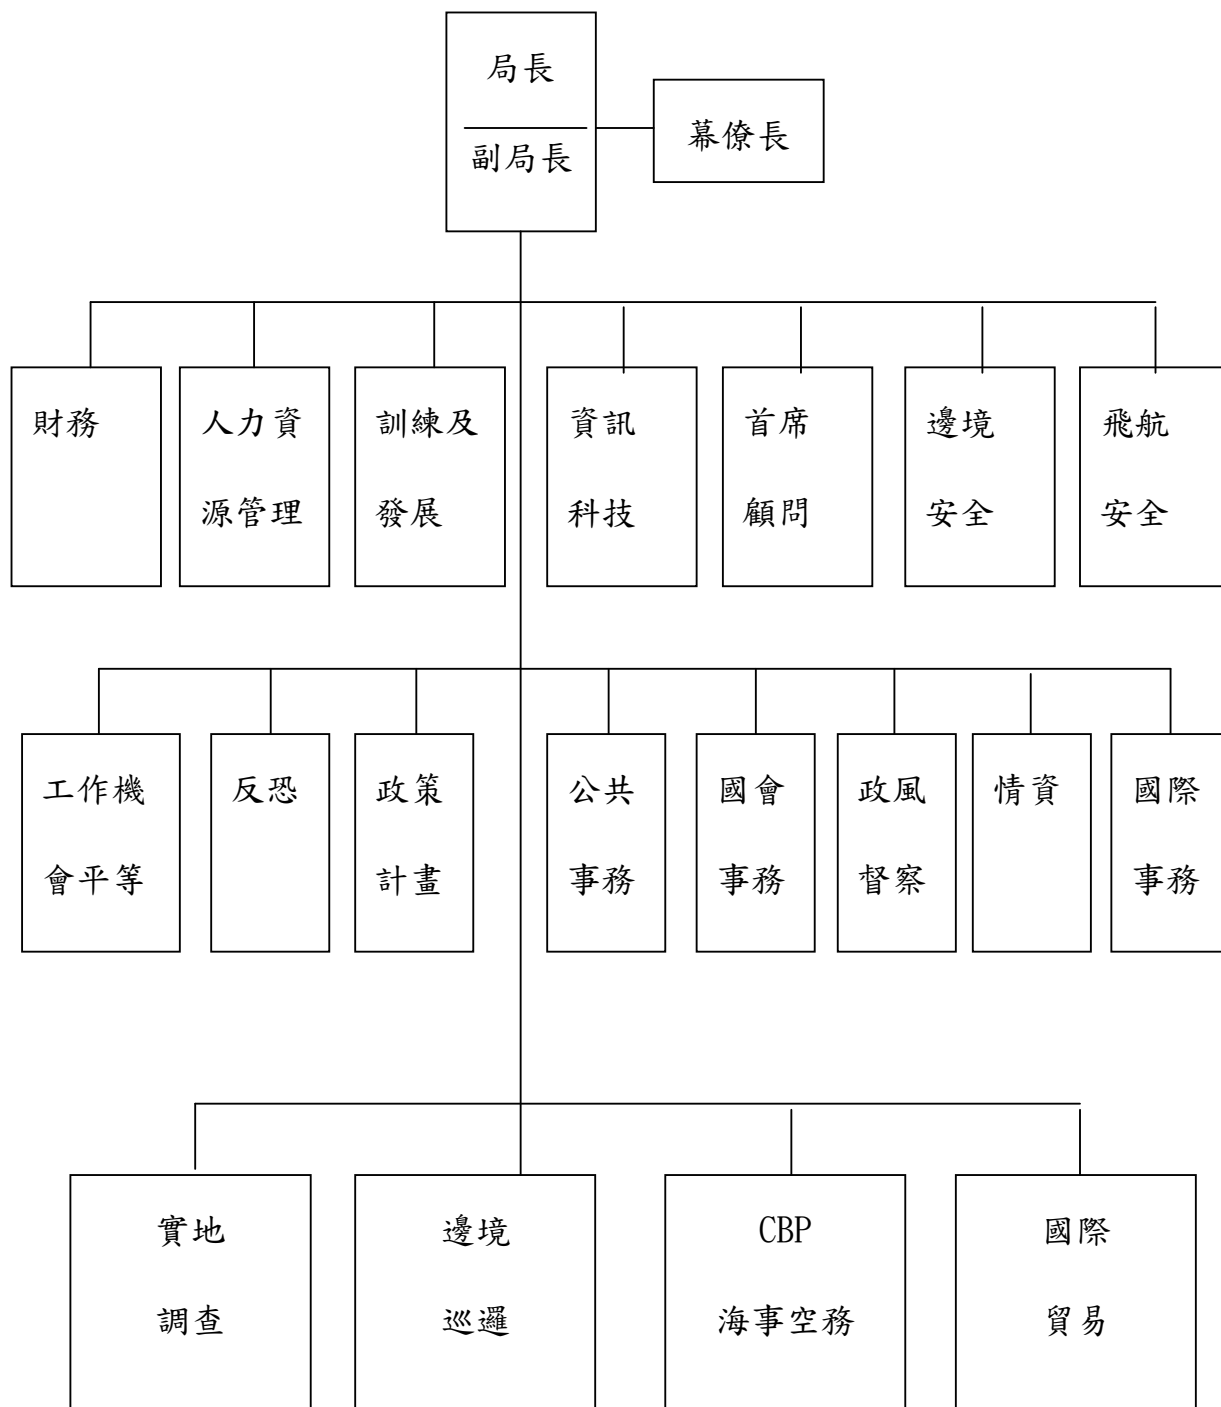 局長
副局長
幕僚長
財務
人力資
源管理
訓練及
發展
資訊
科技
首席
顧問
邊境
安全
飛航
安全
工作機
會平等
反恐
政策
計畫
公共
事務
國會
事務
政風
督察
情資
國際
事務
實地
調查
邊境
巡邏
CBP
海事空務
國際
貿易